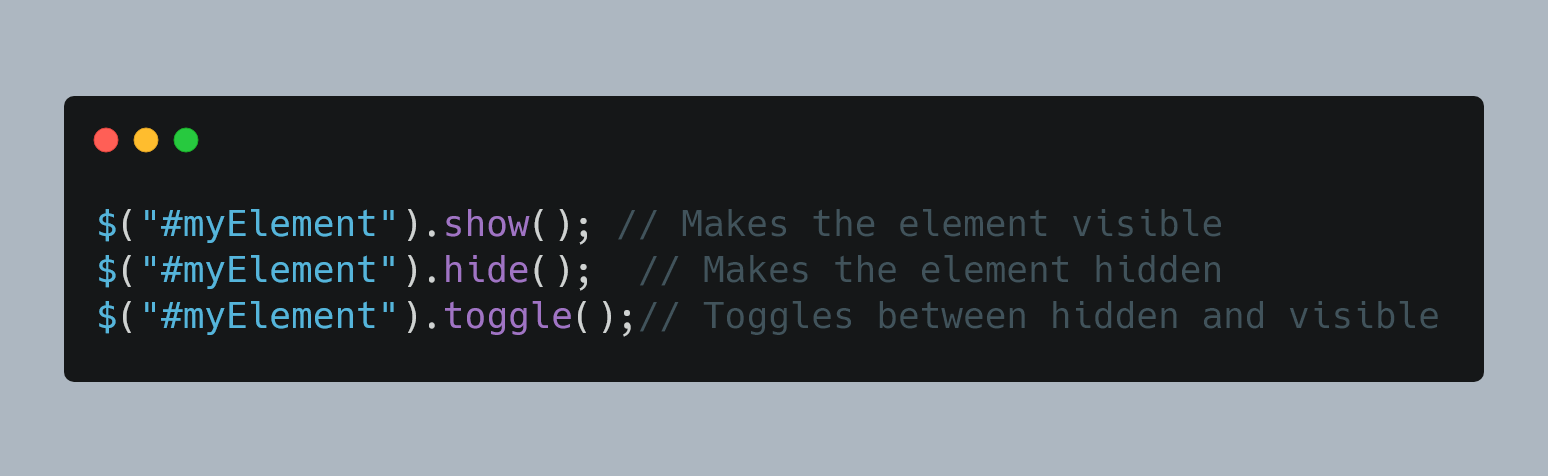 $("#myElement").show(); // Makes the element visible
$("#myElement").hide();  // Makes the element hidden
$("#myElement").toggle();// Toggles between hidden and visible